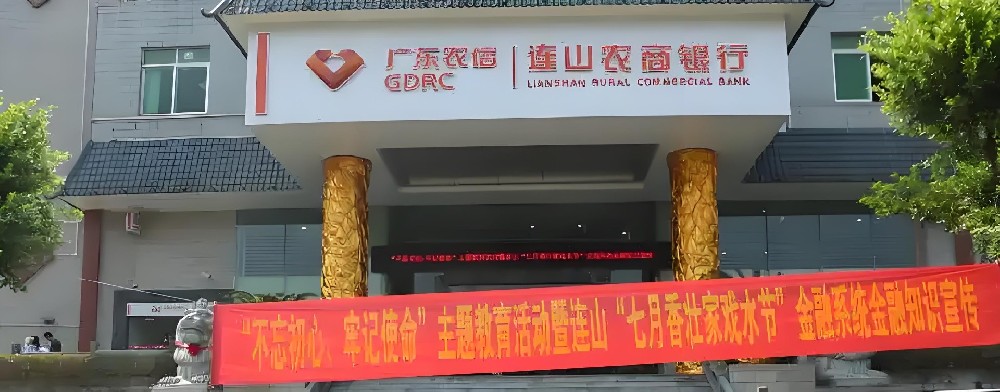 广东农信
GDRC
连山农商银行
LIANSHAN RURAL COMMERCIAL BANK
“不忘初心、牢记使命”主题教育活动暨连山“七月香壮家戏水节”金融系统金融知识宣传